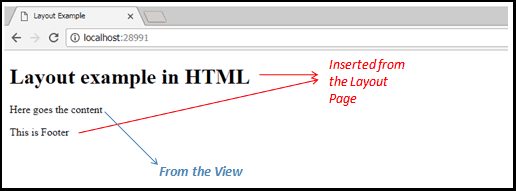 Layout Example
localhost:28991
Layout example in HTML
Inserted from
the Layout
Page
Here goes the content
This is Footer
From the View